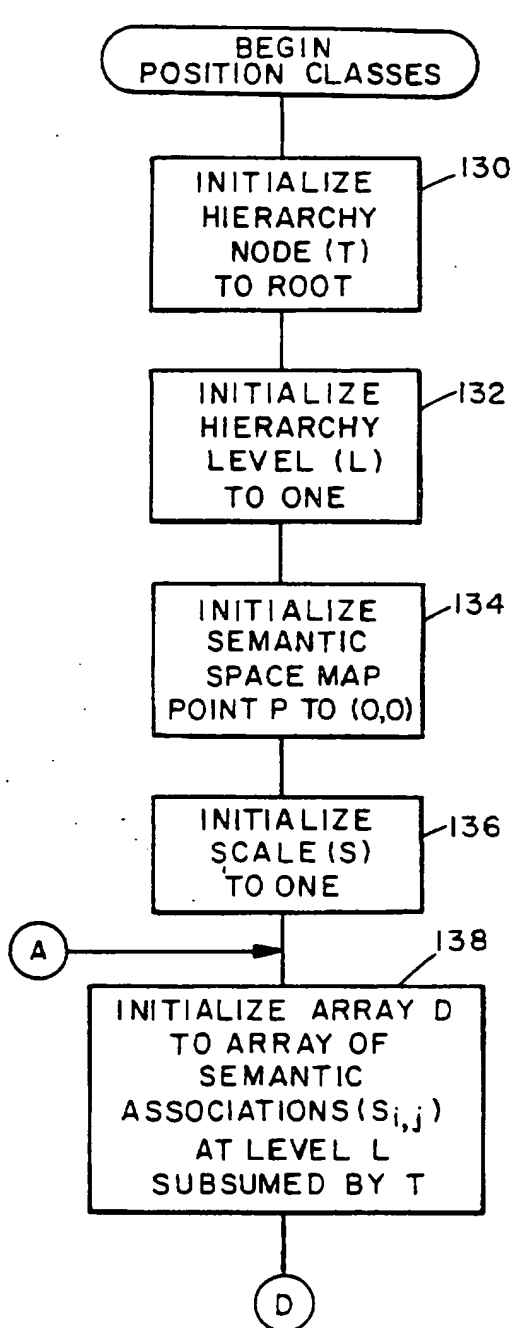 BEGIN
POSITION CLASSES
130
INITIALIZE
HIERARCHY
NODE (T)
TO ROOT
132
INITIALIZE
HIERARCHY
LEVEL (L)
TO ONE
134
INITIALIZE
SEMANTIC
SPACE MAP
POINT P TO (0,0)
136
INITIALIZE
SCALE (S)
TO ONE
A
138
INITIALIZE ARRAY D
TO ARRAY OF
SEMANTIC
ASSOCIATIONS (Si,j)
AT LEVEL L
SUBSUMED BY T
D